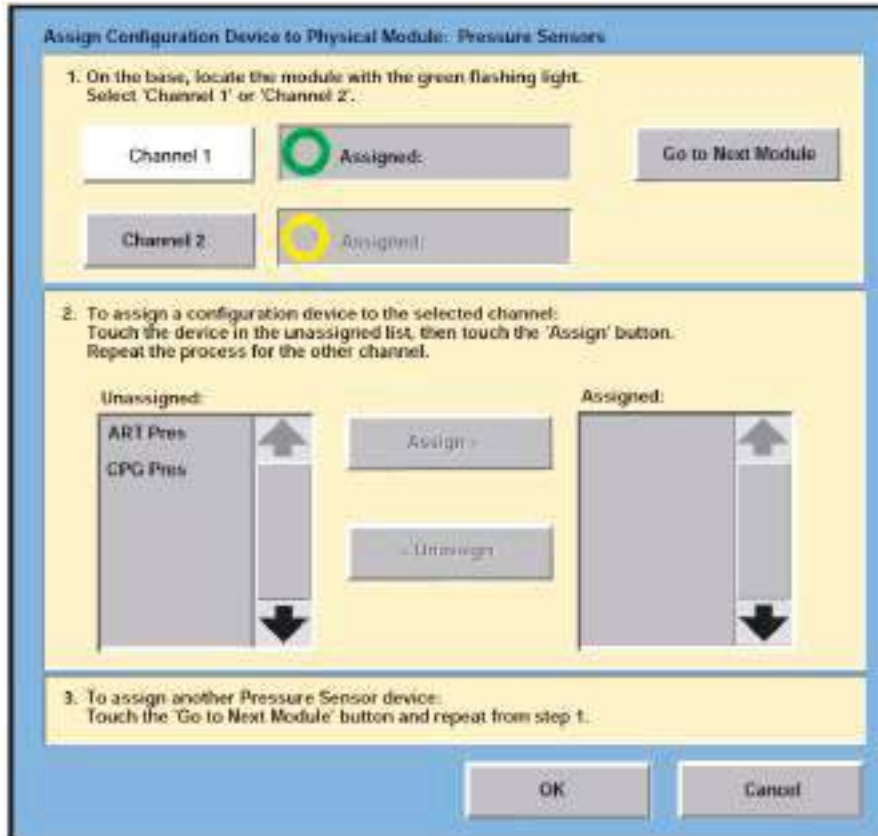 Assign Configuration Device to Physical Module: Pressure Sensors
1. On the base, locate the module with the green flashing light.
Select 'Channel 1' or 'Channel 2'.
Channel 1
Assigned:
Go to Next Module
Channel 2
Assigned:
2. To assign a configuration device to the selected channel:
Touch the device in the unassigned list, then touch the 'Assign' button.
Repeat the process for the other channel.
Unassigned:
Assigned:
ART Pres
CPG Pres
Assign >
< Unassign
3. To assign another Pressure Sensor device:
Touch the 'Go to Next Module' button and repeat from step 1.
OK
Cancel